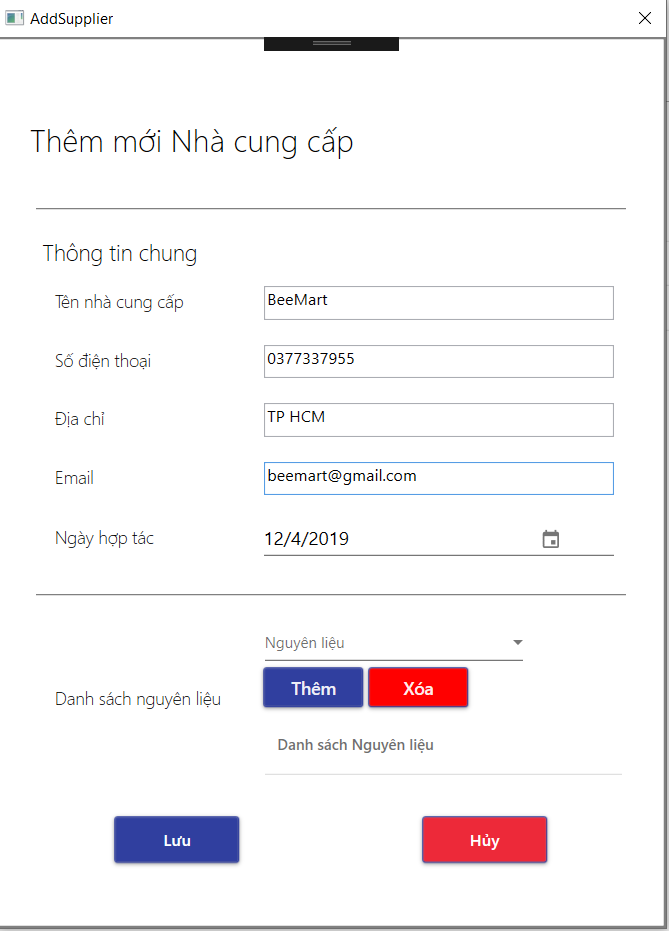 AddSupplier
Thêm mới Nhà cung cấp
Thông tin chung
Tên nhà cung cấp BeeMart
Số điện thoại 0377337955
Địa chỉ TP HCM
Email beemart@gmail.com
Ngày hợp tác 12/4/2019
Nguyên liệu
Thêm Xóa
Danh sách nguyên liệu
Danh sách Nguyên liệu
Lưu Hủy